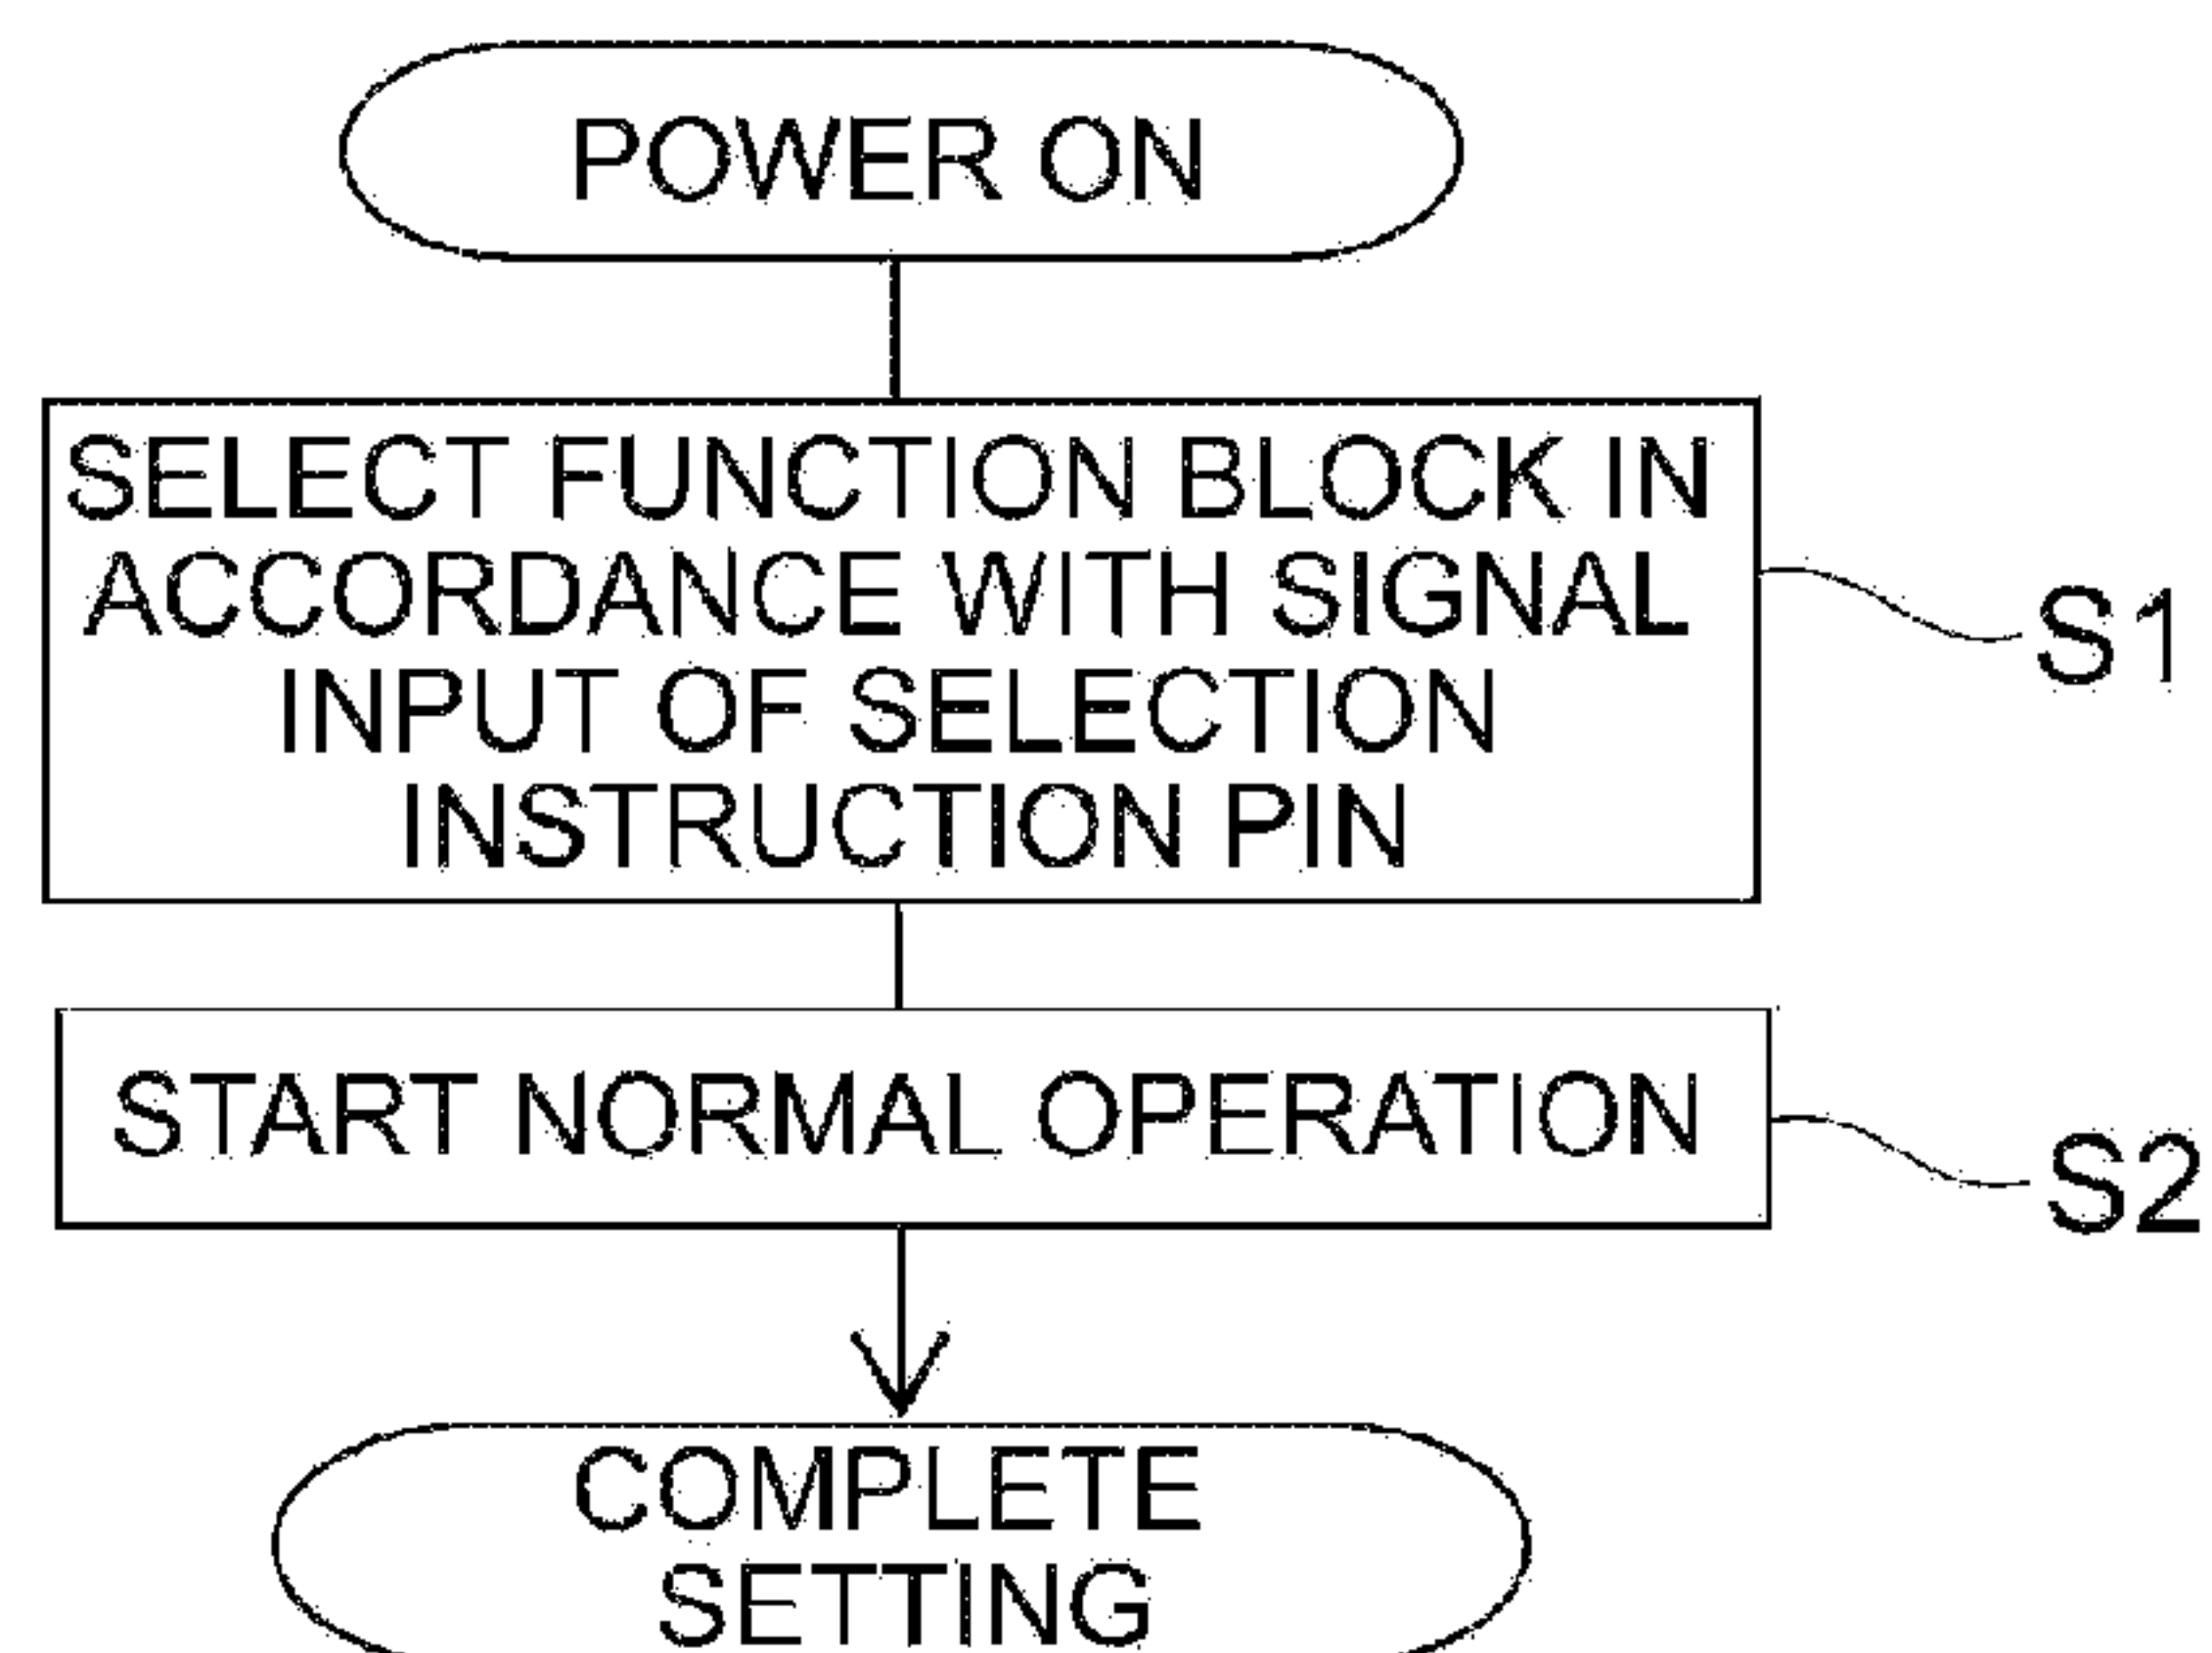 POWER ON
SELECT FUNCTION BLOCK IN
ACCORDANCE WITH SIGNAL
INPUT OF SELECTION
INSTRUCTION PIN
S1
START NORMAL OPERATION
S2
COMPLETE
SETTING